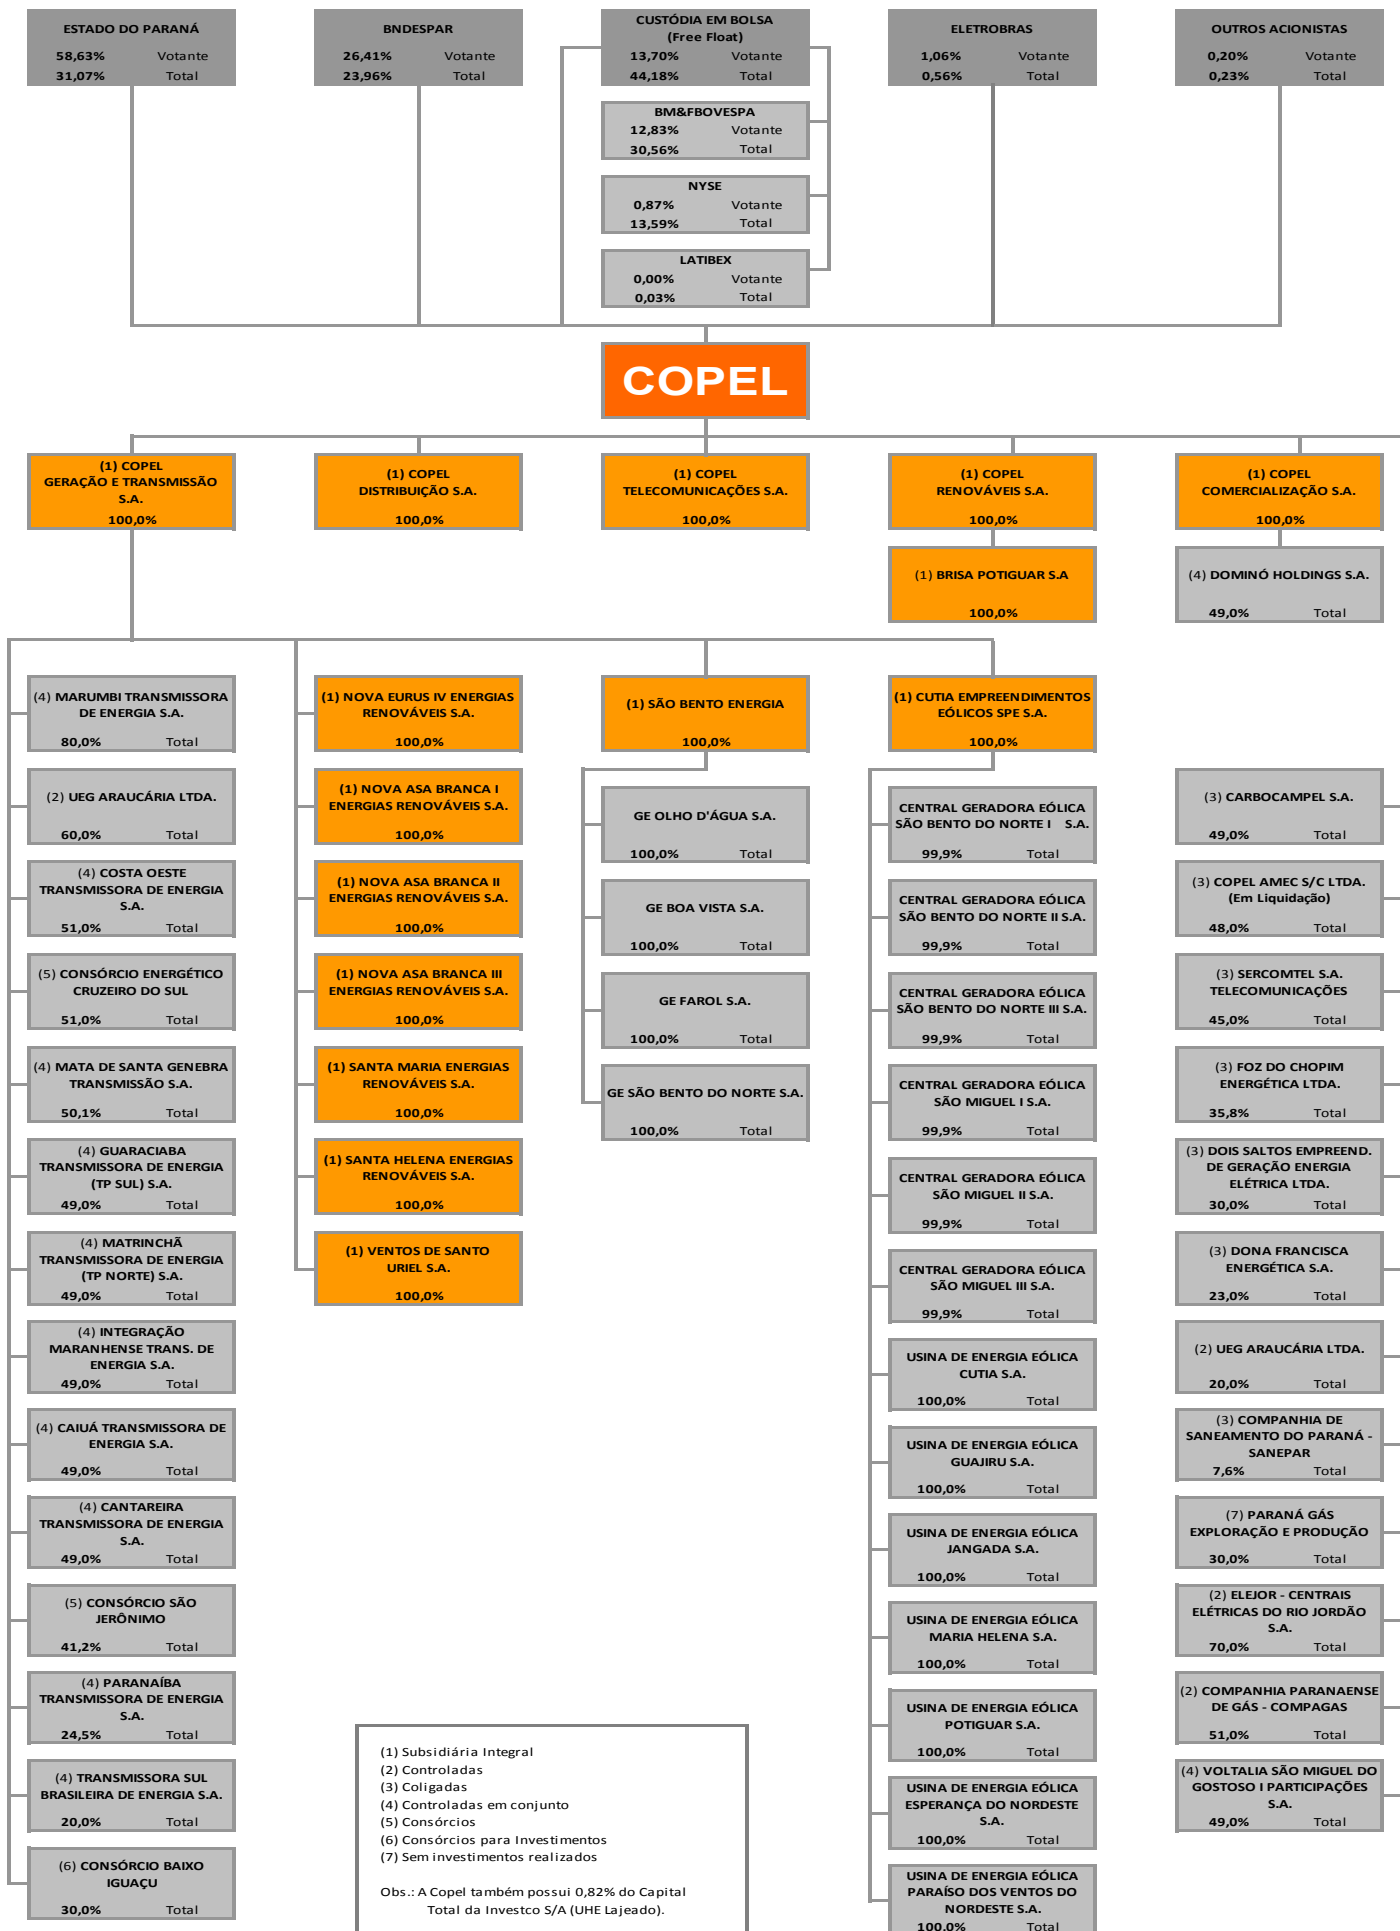 ESTADO DO PARANÁ
58,63% Votante
31,07% Total
BNDESPAR
26,41% Votante
23,96% Total
CUSTÓDIA EM BOLSA
(Free Float)
13,70% Votante
44,18% Total
ELETROBRAS
1,06% Votante
0,56% Total
OUTROS ACIONISTAS
0,20% Votante
0,23% Total
BM&FBOVESPA
12,83% Votante
30,56% Total
NYSE
0,87% Votante
13,59% Total
LATIBEX
0,00% Votante
0,03% Total
COPEL
(1) COPEL
GERAÇÃO E TRANSMISSÃO
S.A.
100,0%
(1) COPEL
DISTRIBUIÇÃO S.A.
100,0%
(1) COPEL
TELECOMUNICAÇÕES S.A.
100,0%
(1) COPEL
RENOVÁVEIS S.A.
100,0%
(1) COPEL
COMERCIALIZAÇÃO S.A.
100,0%
(1) BRISA POTIGUAR S.A
100,0%
(4) DOMINÓ HOLDINGS S.A.
49,0% Total
(4) MARUMBI TRANSMISSORA
DE ENERGIA S.A.
80,0% Total
(2) UEG ARAUCÁRIA LTDA.
60,0% Total
(4) COSTA OESTE
TRANSMISSORA DE ENERGIA
S.A.
51,0% Total
(5) CONSÓRCIO ENERGÉTICO
CRUZEIRO DO SUL
51,0% Total
(4) MATA DE SANTA GENEBRA
TRANSMISSÃO S.A.
50,1% Total
(4) GUARACIABA
TRANSMISSORA DE ENERGIA
(TP SUL) S.A.
49,0% Total
(4) MATRINCHÃ
TRANSMISSORA DE ENERGIA
(TP NORTE) S.A.
49,0% Total
(4) INTEGRAÇÃO
MARANHENSE TRANS. DE
ENERGIA S.A.
49,0% Total
(4) CAIUÁ TRANSMISSORA DE
ENERGIA S.A.
49,0% Total
(4) CANTAREIRA
TRANSMISSORA DE ENERGIA
S.A.
49,0% Total
(5) CONSÓRCIO SÃO
JERÔNIMO
41,2% Total
(4) PARANAÍBA
TRANSMISSORA DE ENERGIA
S.A.
24,5% Total
(4) TRANSMISSORA SUL
BRASILEIRA DE ENERGIA S.A.
20,0% Total
(6) CONSÓRCIO BAIXO
IGUAÇU
30,0% Total
(1) NOVA EURUS IV ENERGIAS
RENOVÁVEIS S.A.
100,0%
(1) NOVA ASA BRANCA I
ENERGIAS RENOVÁVEIS S.A.
100,0%
(1) NOVA ASA BRANCA II
ENERGIAS RENOVÁVEIS S.A.
100,0%
(1) NOVA ASA BRANCA III
ENERGIAS RENOVÁVEIS S.A.
100,0%
(1) SANTA MARIA ENERGIAS
RENOVÁVEIS S.A.
100,0%
(1) SANTA HELENA ENERGIAS
RENOVÁVEIS S.A.
100,0%
(1) VENTOS DE SANTO
URIEL S.A.
100,0%
(1) SÃO BENTO ENERGIA
100,0%
GE OLHO D'ÁGUA S.A.
100,0% Total
GE BOA VISTA S.A.
100,0% Total
GE FAROL S.A.
100,0% Total
GE SÃO BENTO DO NORTE S.A.
100,0% Total
(1) CUTIA EMPREENDIMENTOS
EÓLICOS SPE S.A.
100,0%
CENTRAL GERADORA EÓLICA
SÃO BENTO DO NORTE I S.A.
99,9% Total
CENTRAL GERADORA EÓLICA
SÃO BENTO DO NORTE II S.A.
99,9% Total
CENTRAL GERADORA EÓLICA
SÃO BENTO DO NORTE III S.A.
99,9% Total
CENTRAL GERADORA EÓLICA
SÃO MIGUEL I S.A.
99,9% Total
CENTRAL GERADORA EÓLICA
SÃO MIGUEL II S.A.
99,9% Total
CENTRAL GERADORA EÓLICA
SÃO MIGUEL III S.A.
99,9% Total
USINA DE ENERGIA EÓLICA
CUTIA S.A.
100,0% Total
USINA DE ENERGIA EÓLICA
GUAJIRU S.A.
100,0% Total
USINA DE ENERGIA EÓLICA
JANGADA S.A.
100,0% Total
USINA DE ENERGIA EÓLICA
MARIA HELENA S.A.
100,0% Total
USINA DE ENERGIA EÓLICA
POTIGUAR S.A.
100,0% Total
USINA DE ENERGIA EÓLICA
ESPERANÇA DO NORDESTE
S.A.
100,0% Total
USINA DE ENERGIA EÓLICA
PARAÍSO DOS VENTOS DO
NORDESTE S.A.
100,0% Total
(3) CARBOCAMPEL S.A.
49,0% Total
(3) COPEL AMEC S/C LTDA.
(Em Liquidação)
48,0% Total
(3) SERCOMTEL S.A.
TELECOMUNICAÇÕES
45,0% Total
(3) FOZ DO CHOPIM
ENERGÉTICA LTDA.
35,8% Total
(3) DOIS SALTOS EMPREEND.
DE GERAÇÃO ENERGIA
ELÉTRICA LTDA.
30,0% Total
(3) DONA FRANCISCA
ENERGÉTICA S.A.
23,0% Total
(2) UEG ARAUCÁRIA LTDA.
20,0% Total
(3) COMPANHIA DE
SANEAMENTO DO PARANÁ -
SANEPAR
7,6% Total
(7) PARANÁ GÁS
EXPLORAÇÃO E PRODUÇÃO
30,0% Total
(2) ELEJOR - CENTRAIS
ELÉTRICAS DO RIO JORDÃO
S.A.
70,0% Total
(2) COMPANHIA PARANAENSE
DE GÁS - COMPAGAS
51,0% Total
(4) VOLTALIA SÃO MIGUEL DO
GOSTOSO I PARTICIPAÇÕES
S.A.
49,0% Total
(1) Subsidiária Integral
(2) Controladas
(3) Coligadas
(4) Controladas em conjunto
(5) Consórcios
(6) Consórcios para Investimentos
(7) Sem investimentos realizados
Obs.: A Copel também possui 0,82% do Capital
Total da Investco S/A (UHE Lajeado).